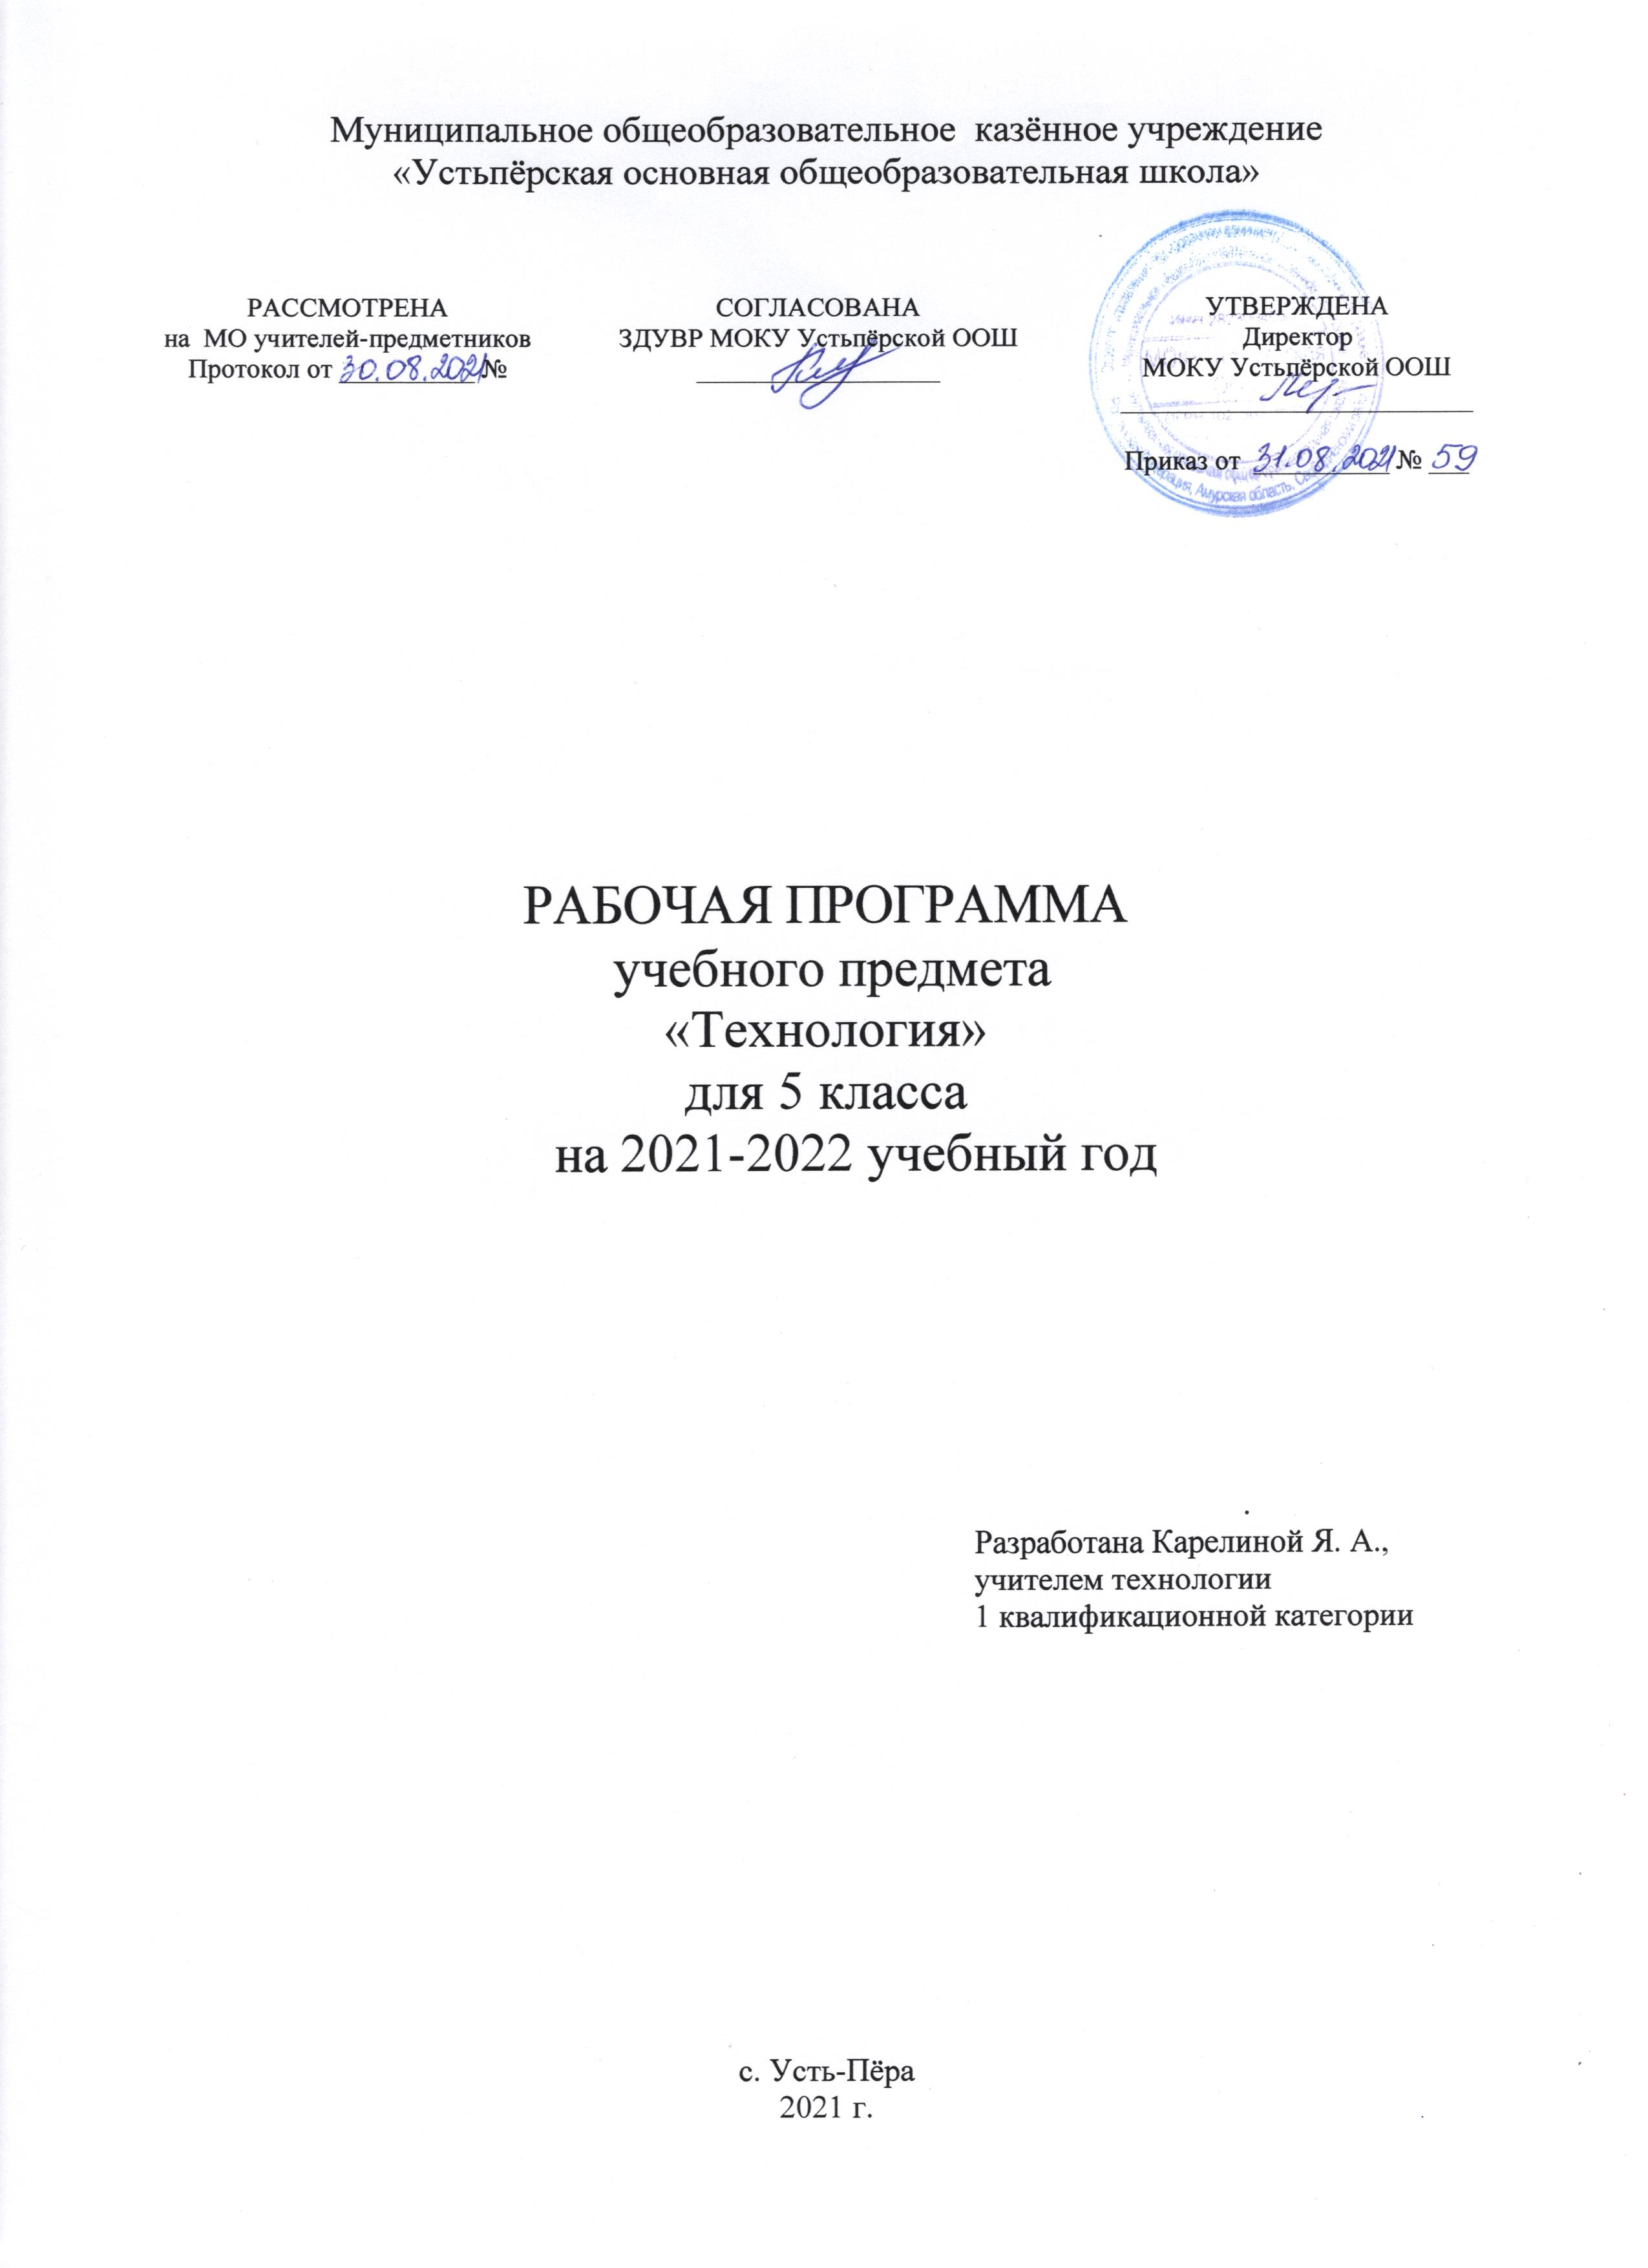 Муниципальное общеобразовательное казённое учреждение
«Устьпёрская основная общеобразовательная школа»
РАССМОТРЕНА
на МО учителей-предметников
Протокол от 30.08.2021 №
СОГЛАСОВАНА
ЗДУВР МОКУ Устьпёрской ООШ
УТВЕРЖДЕНА
Директор
МОКУ Устьпёрской ООШ
Приказ от 31.08.2021 № 59
Амурская область,
РАБОЧАЯ ПРОГРАММА
учебного предмета
«Технология»
для 5 класса
на 2021-2022 учебный год
Разработана Карелиной Я. А.,
учителем технологии
1 квалификационной категории
с. Усть-Пёра
2021 г.